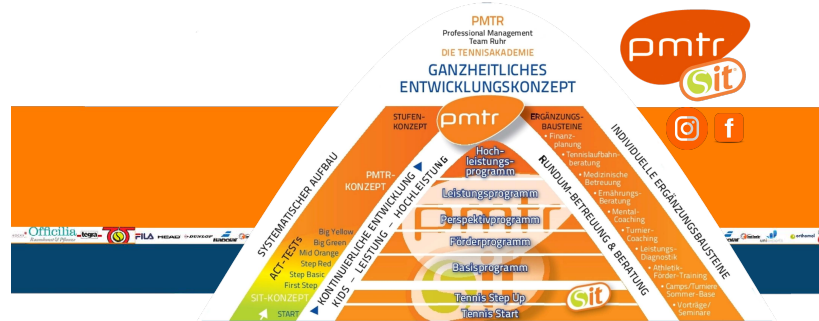 PMTR
Professional Management
Team Ruhr
DIE TENNISAKADEMIE
GANZHEITLICHES
ENTWICKLUNGSKONZEPT
pmtr
sit
f
STUFEN-
KONZEPT
pmtr
ERGÄNZUNGS-
BAUSTEINE
SYSTEMATISCHER AUFBAU
PMTR-
KONZEPT
ACT-TESTs
Big Yellow
Big Green
Mid Orange
Step Red
Step Basic
First Step
SIT-KONZEPT
START
KONTINUIERLICHE ENTWICKLUNG
KIDS – LEISTUNG – HOCHLEISTUNG
Hoch-
leistungs-
programm
Leistungsprogramm
Perspektivprogramm
Förderprogramm
Basisprogramm
Tennis Step Up
Tennis Start
sit
RUNDUM-BETREUUNG & BERATUNG
• Finanz-
planung
• Tennislaufbahn-
beratung
• Medizinische
Betreuung
• Ernährungs-
Beratung
• Mental-
Coaching
• Turnier-
Coaching
• Leistungs-
Diagnostik
• Athletik-
Förder-Training
• Camps/Turniere
Sommer-Base
• Vorträge/
Seminare
INDIVIDUELLE ERGÄNZUNGSBAUSTEINE
Officilia
tegra
FILA
HEAD
DUNLOP
orthomol